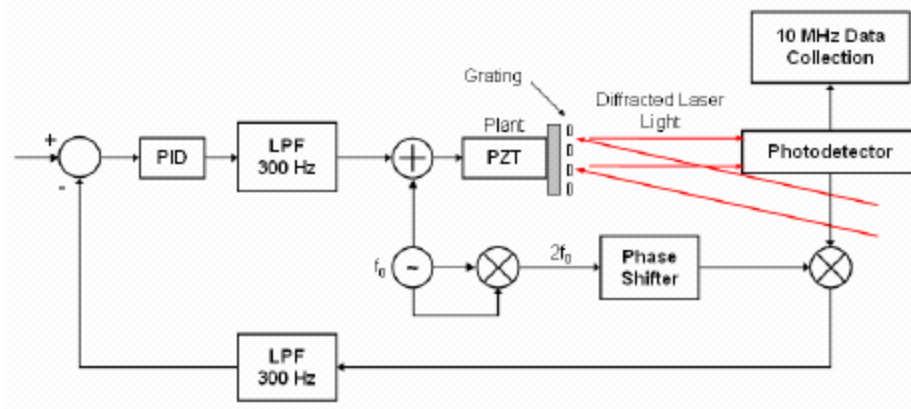 10 MHz Data
Collection
Grating
Diffracted Laser
Light
Plant
+
PID
LPF
300 Hz
+
PZT
Photodetector
-
f₀
~
2f₀
Phase
Shifter
LPF
300 Hz